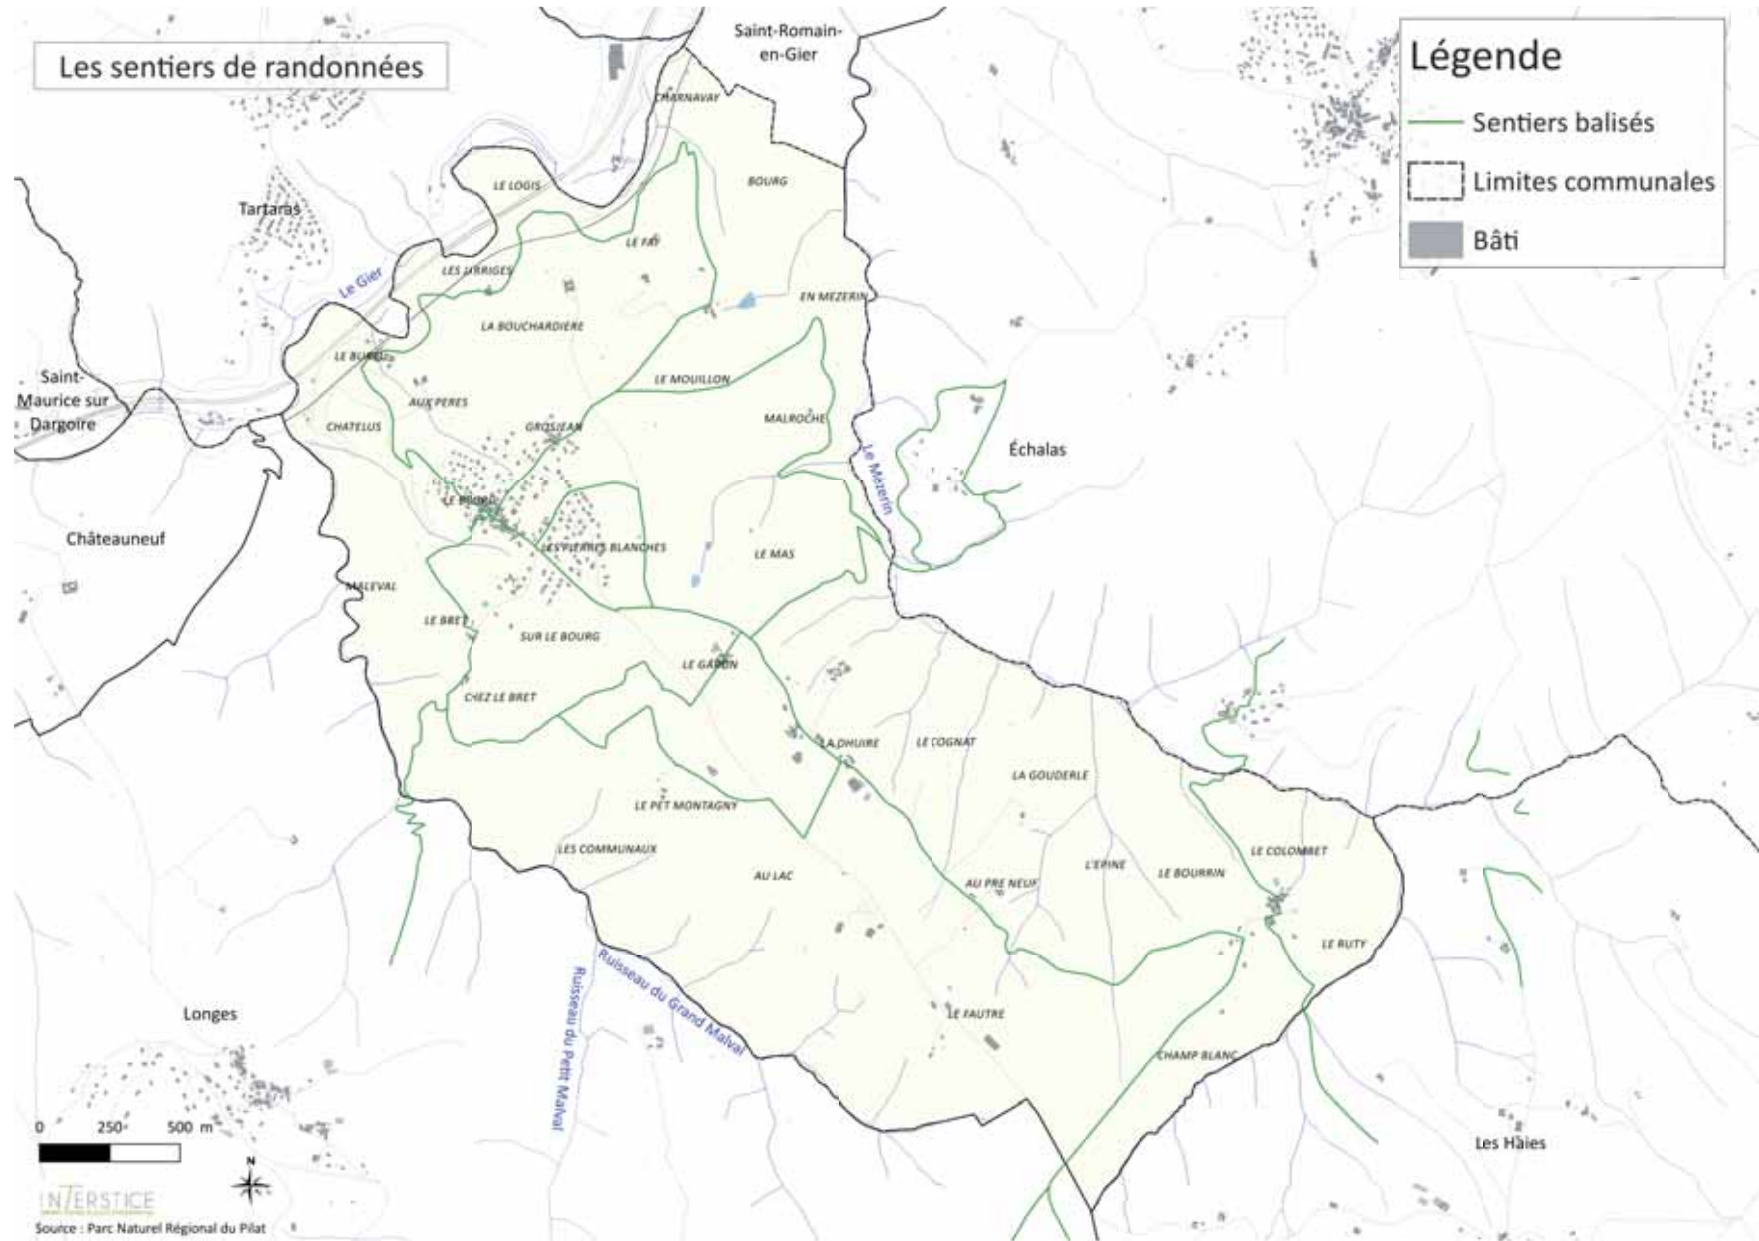 Les sentiers de randonnées
Saint-Romain-
en-Gier
Légende
Sentiers balisés
Limites communales
Bâti
CHARNAVAY
BOURG
LE LOGIS
Tartaras
LE FAY
Le Gier
EN MEZERIN
LA BOUCHARDIERE
Saint-
Maurice sur
Dargoire
LE MOUILLON
AUX PERES
CHATELUS
GROSJEAN
MALROCHE
Échalas
Le Mézerin
Châteauneuf
LES PIERRES BLANCHES
LE MAS
MALEVAL
LE BRET
SUR LE BOURG
LE GARON
CHEZ LE BRET
LA DHUIRE
LE COGNAT
LA GOUDERLE
LE PET MONTAGNY
LES COMMUNAUX
AU LAC
AU PRE NEUF
L'EPINE
LE BOURRIN
LE COLOMBET
LE RUTY
Ruisseau du Grand Malval
Ruisseau du Petit Malval
Longes
LE FAUTRE
CHAMP BLANC
Les Haies
0 250 500 m
N
INTERSTICE
Source : Parc Naturel Régional du Pilat